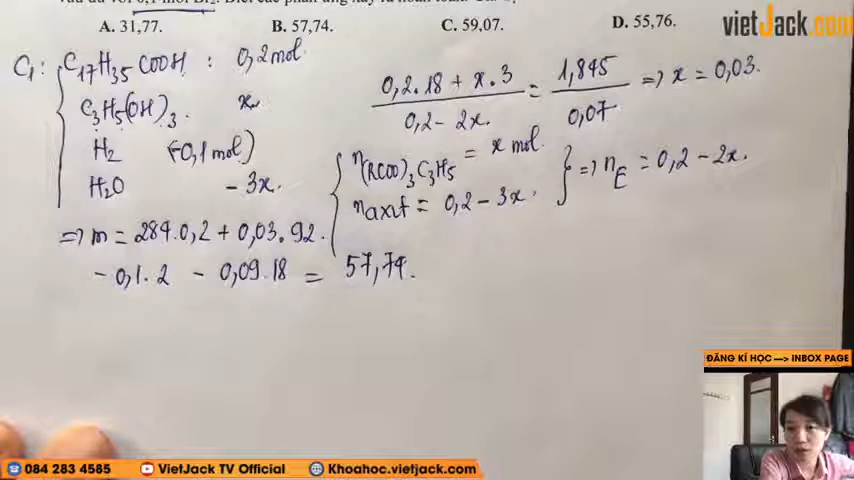 A. 31,77. B. 57,74. C. 59,07. D. 55,76.
vietJack.com
C₁: C₁₇H₃₅COOH : 0,2mol
C₃H₅(OH)₃. x
H₂ (-0,1mol)
H₂O -3x.
⇒ m = 284.0,2 + 0,03.92
- 0,1.2 - 0,09.18 = 57,74.
(0,2.18 + x.3)/(0,2 - 2x) = 1,845/0,07 ⇒ x = 0,03.
n(RCOO)₃C₃H₅ = x mol
naxit = 0,2 - 3x.
⇒ nE = 0,2 - 2x.
ĐĂNG KÍ HỌC —> INBOX PAGE
084 283 4585 VietJack TV Official Khoahoc.vietjack.com